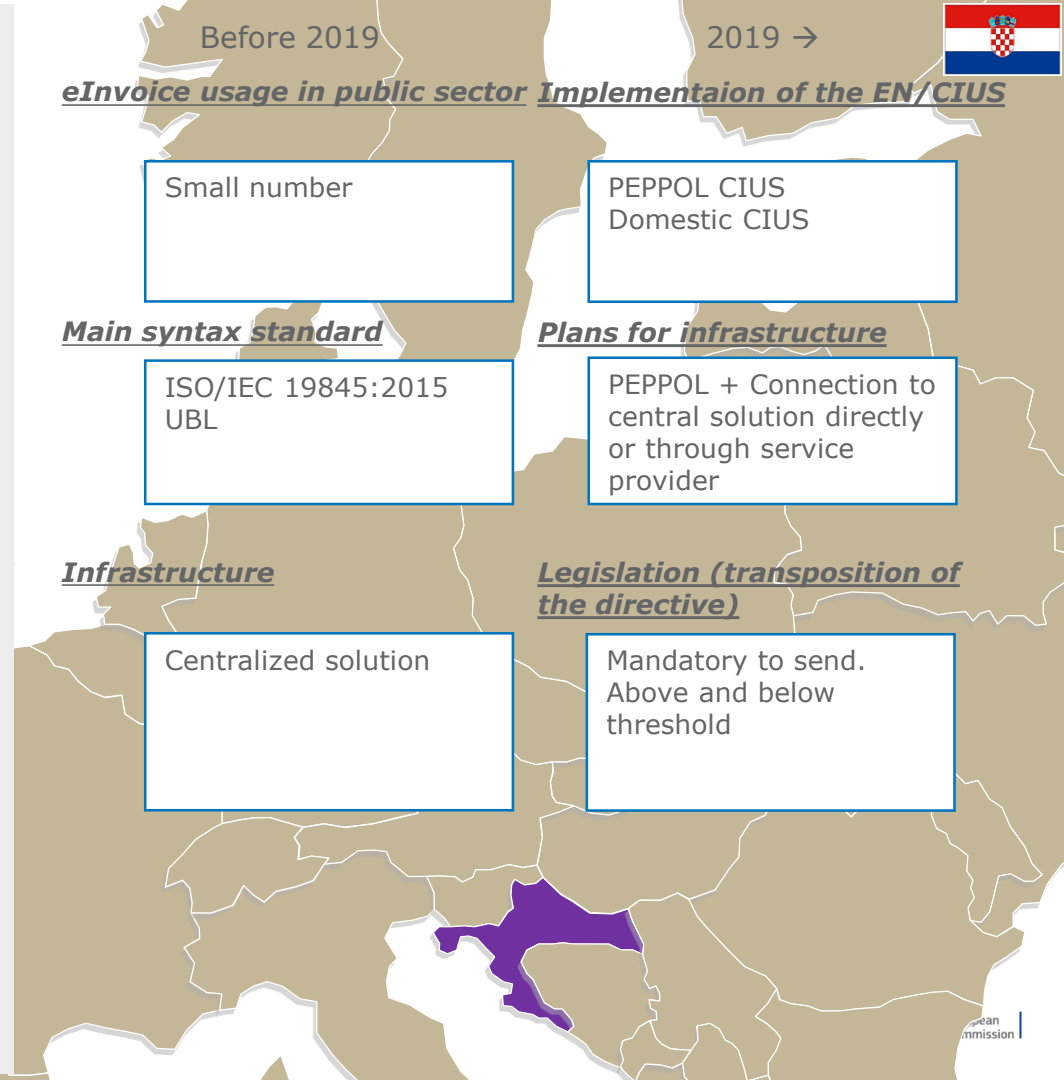 Before 2019
2019 →
eInvoice usage in public sector
Implementaion of the EN/CIUS
Small number
PEPPOL CIUS
Domestic CIUS
Main syntax standard
Plans for infrastructure
ISO/IEC 19845:2015
UBL
PEPPOL + Connection to
central solution directly
or through service
provider
Infrastructure
Legislation (transposition of
the directive)
Centralized solution
Mandatory to send.
Above and below
threshold
pean
mmission